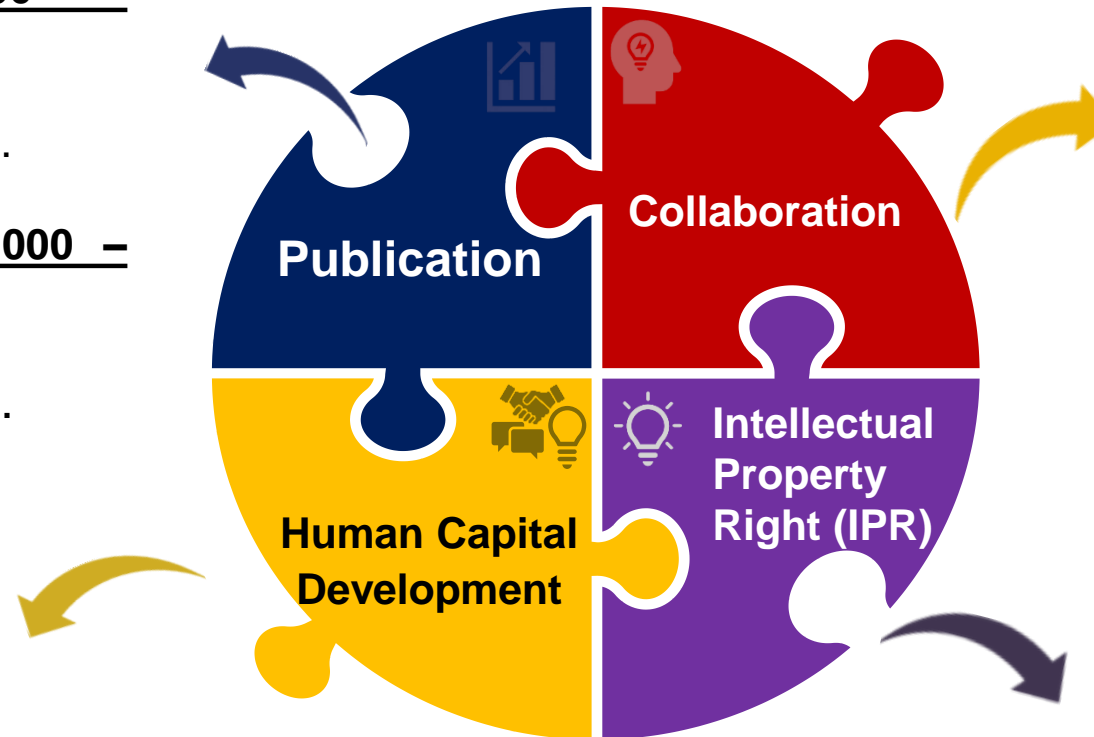 .
000 –
.
Publication
Collaboration
Human Capital
Development
Intellectual
Property
Right (IPR)